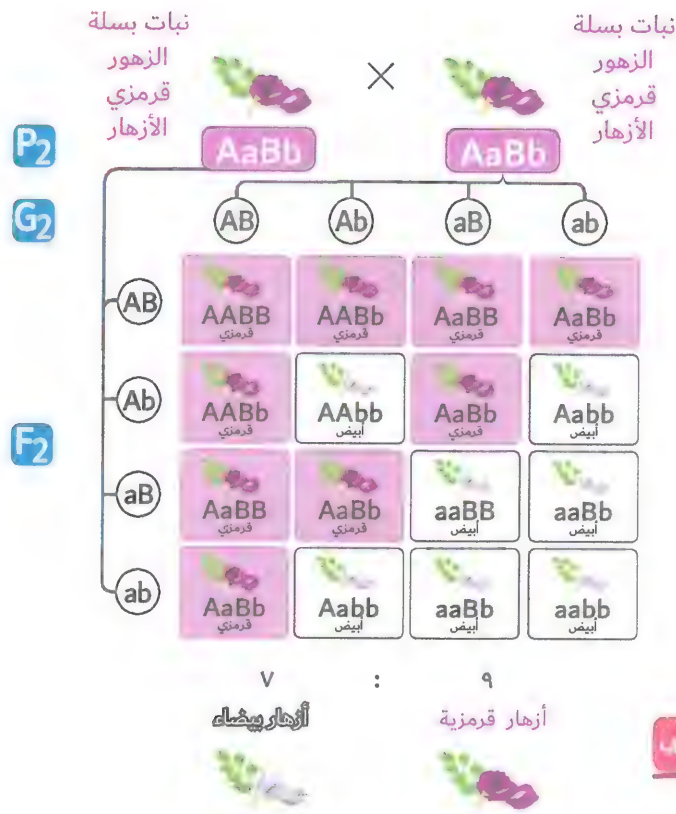 نبات بسلة
الزهور
قرمزي
الأزهار
×
نبات بسلة
الزهور
قرمزي
الأزهار
P2
AaBb
AaBb
G2
AB
Ab
aB
ab
F2
AB
AABB
قرمزي
AABb
قرمزي
AaBB
قرمزي
AaBb
قرمزي
Ab
AABb
قرمزي
AAbb
أبيض
AaBb
قرمزي
Aabb
أبيض
aB
AaBB
قرمزي
AaBb
قرمزي
aaBB
أبيض
aaBb
أبيض
ab
AaBb
قرمزي
Aabb
أبيض
aaBb
أبيض
aabb
أبيض
٩ : ٧
أزهار قرمزية
أزهار بيضاء